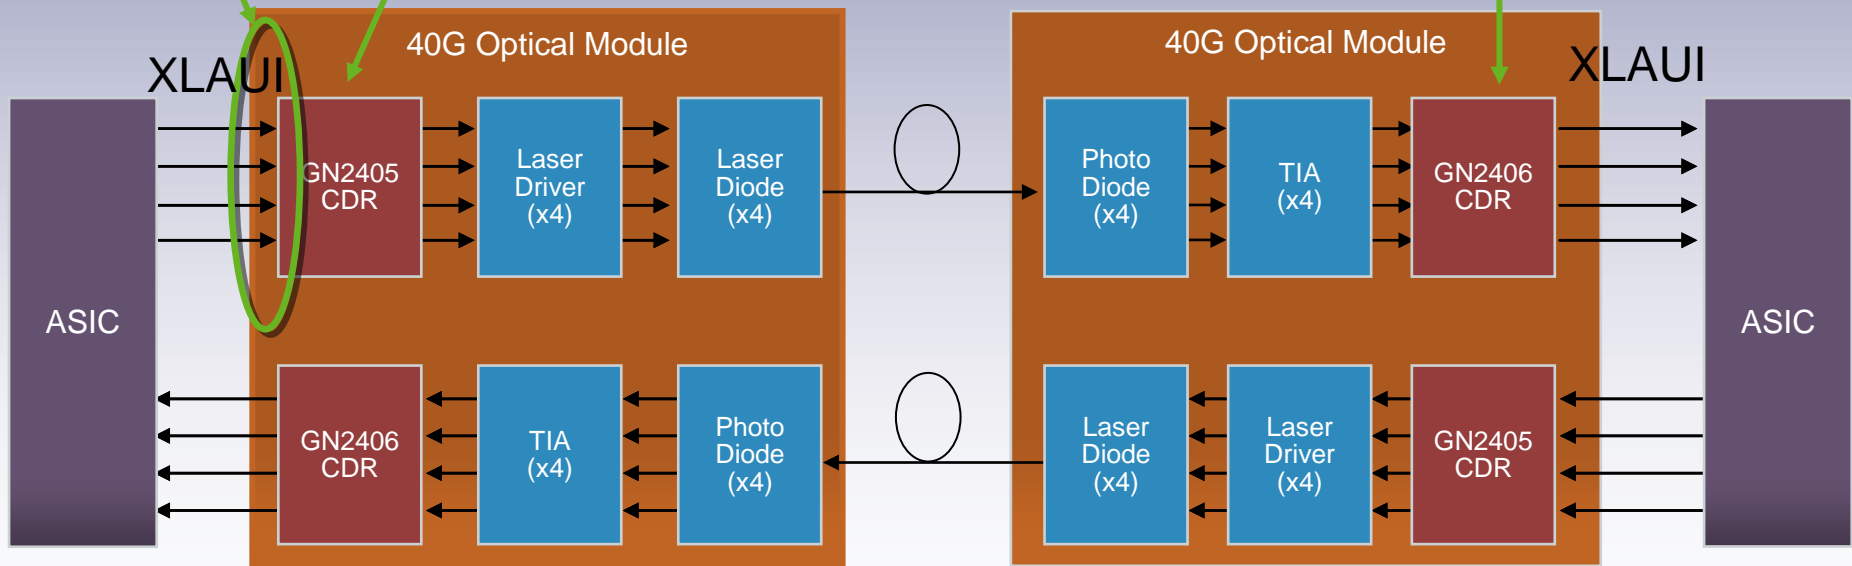 40G Optical Module
40G Optical Module
XLAUI
XLAUI
ASIC
GN2405
CDR
Laser
Driver
(x4)
Laser
Diode
(x4)
Photo
Diode
(x4)
TIA
(x4)
GN2406
CDR
ASIC
GN2406
CDR
TIA
(x4)
Photo
Diode
(x4)
Laser
Diode
(x4)
Laser
Driver
(x4)
GN2405
CDR